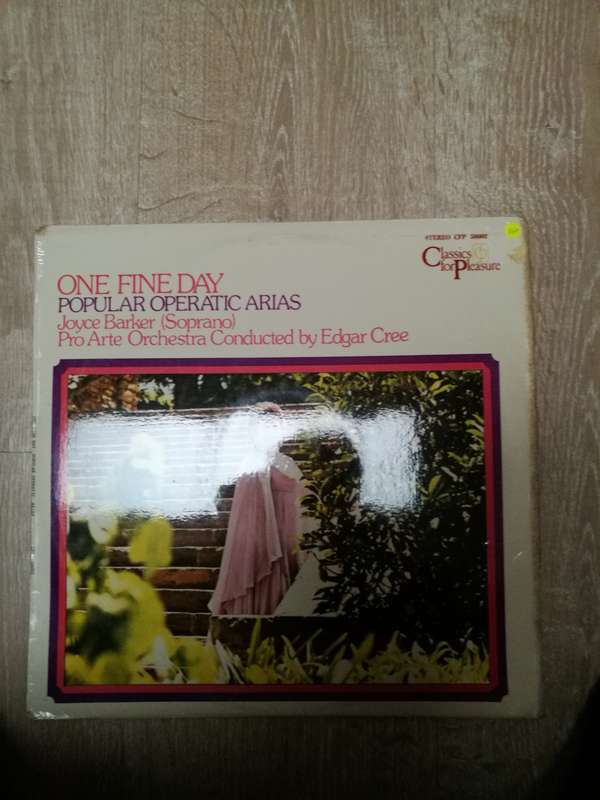 STEREO CFP
Classics
for Pleasure
ONE FINE DAY
POPULAR OPERATIC ARIAS
Joyce Barker (Soprano)
Pro Arte Orchestra Conducted by Edgar Cree